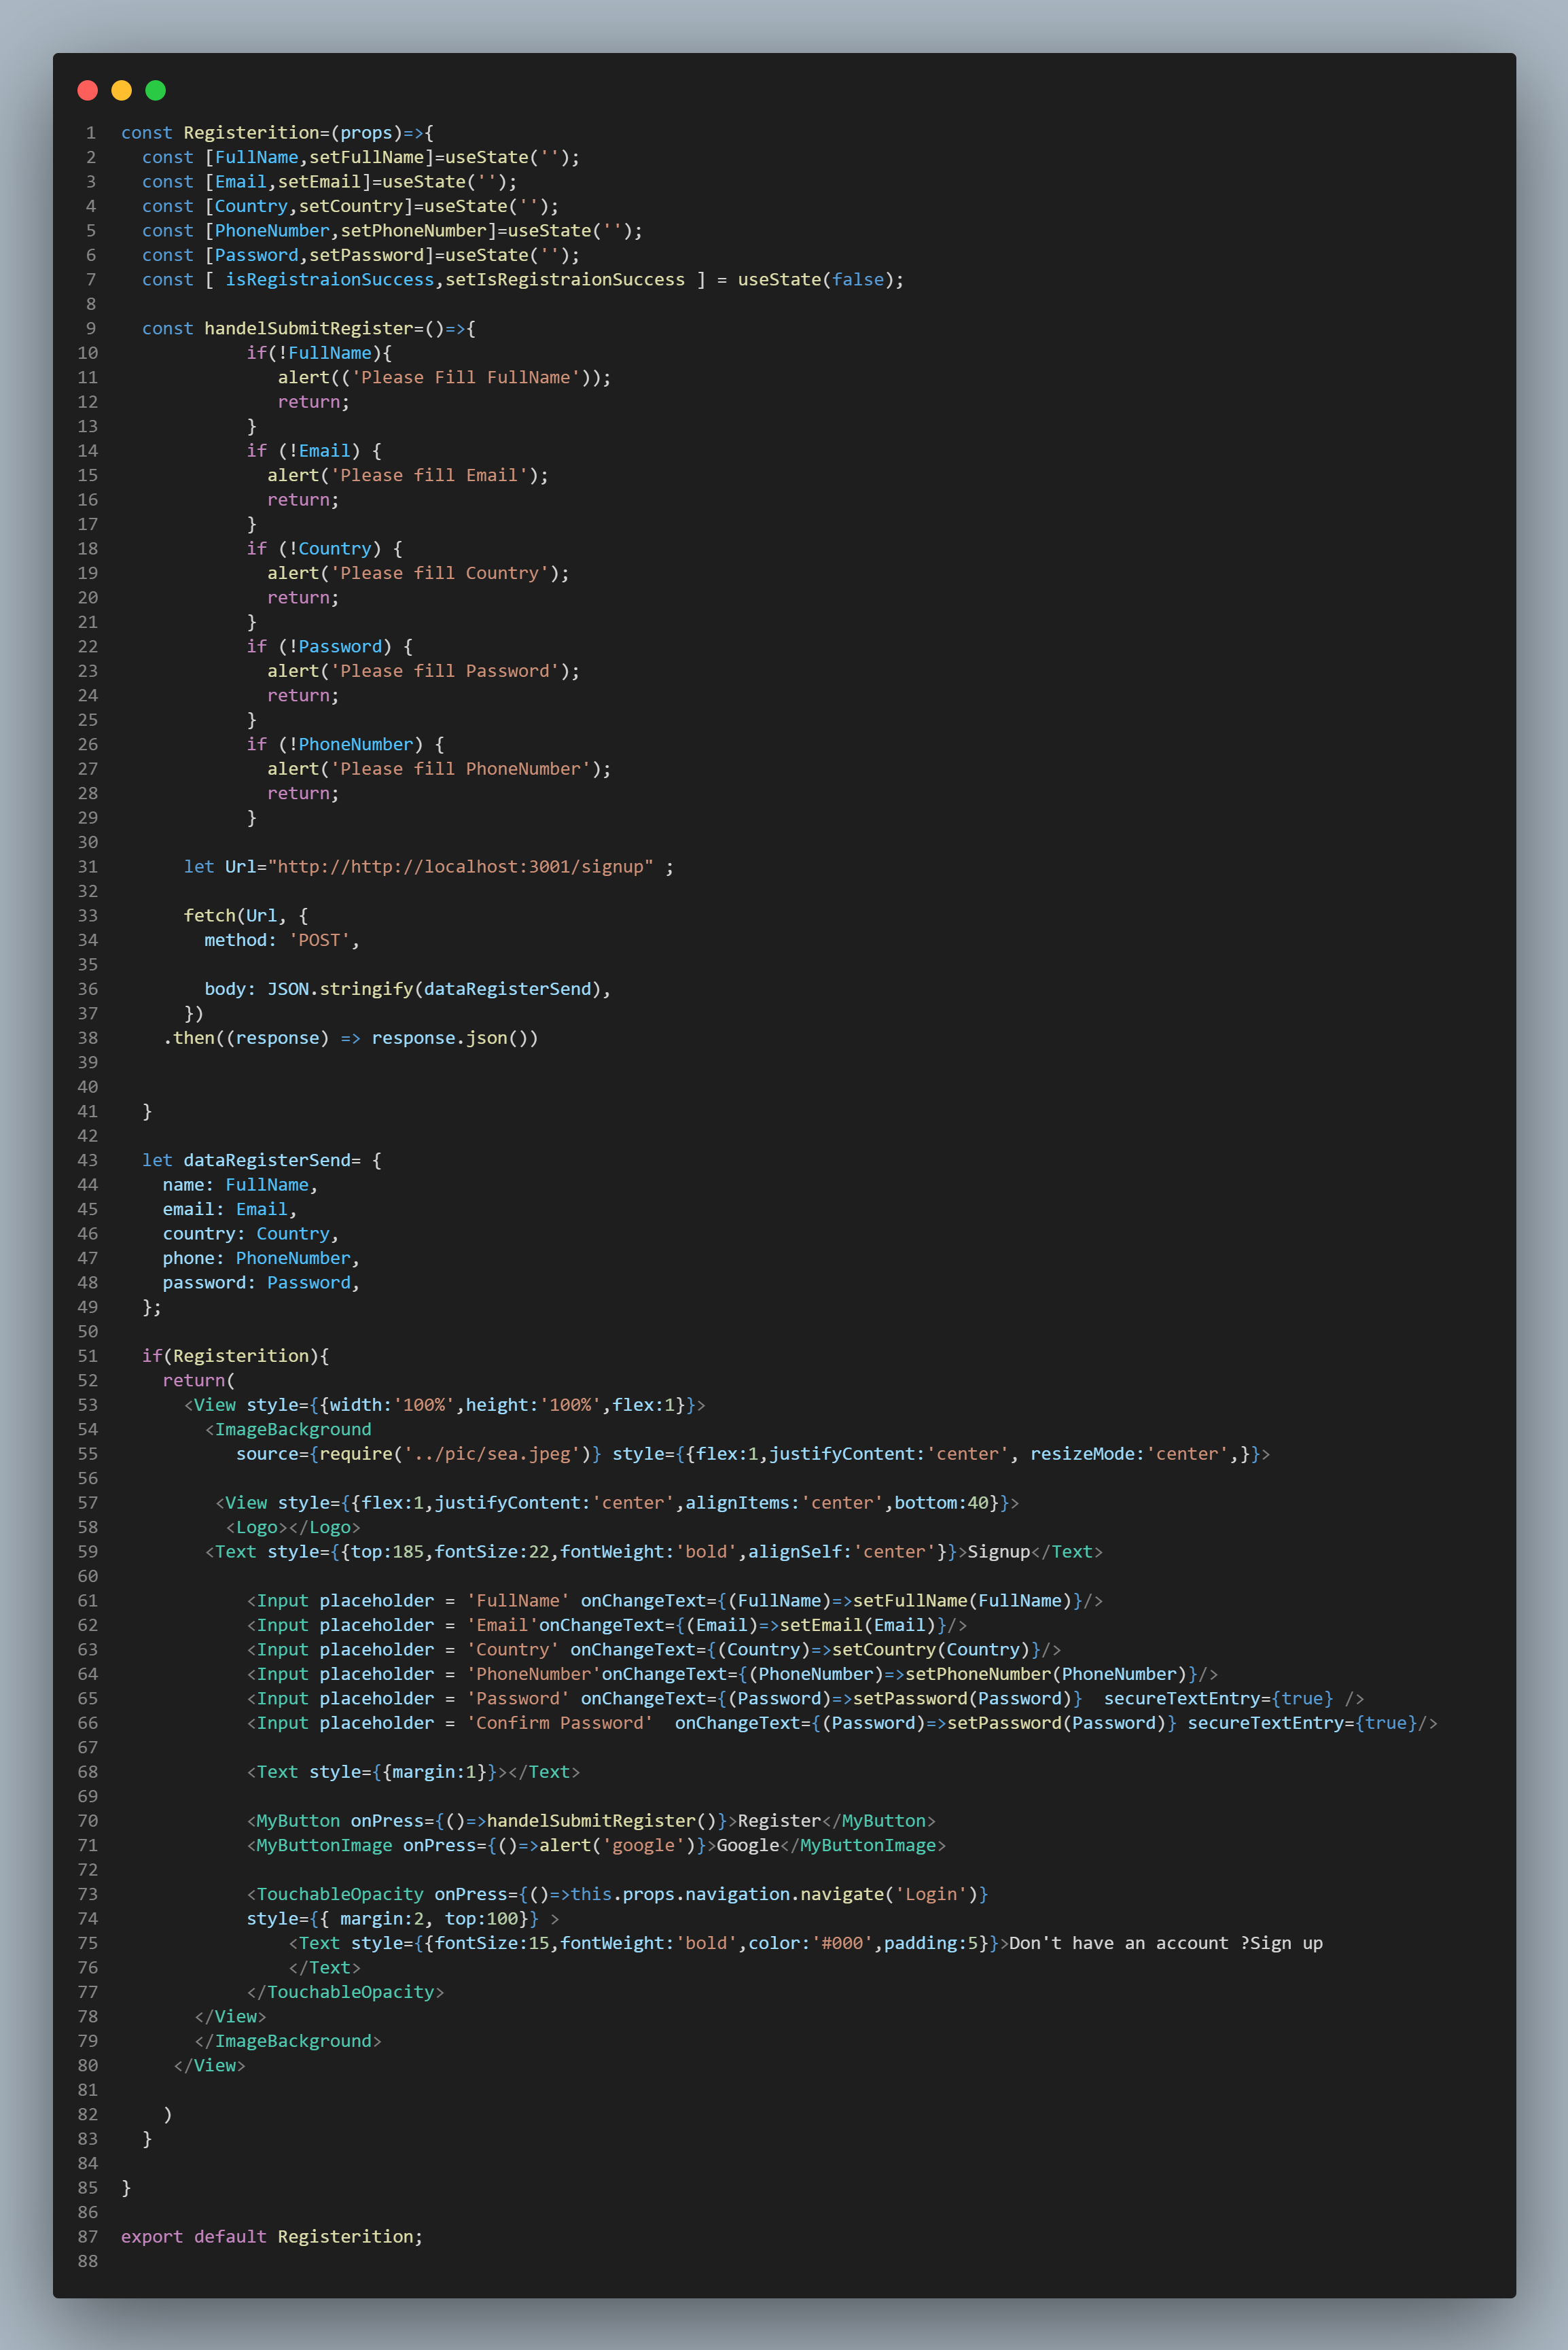 1 const Registerition=(props)=>{
2   const [FullName,setFullName]=useState('');
3   const [Email,setEmail]=useState('');
4   const [Country,setCountry]=useState('');
5   const [PhoneNumber,setPhoneNumber]=useState('');
6   const [Password,setPassword]=useState('');
7   const [ isRegistraionSuccess,setIsRegistraionSuccess ] = useState(false);
8
9   const handelSubmitRegister=()=>{
10             if(!FullName){
11                alert(('Please Fill FullName'));
12                return;
13             }
14             if (!Email) {
15               alert('Please fill Email');
16               return;
17             }
18             if (!Country) {
19               alert('Please fill Country');
20               return;
21             }
22             if (!Password) {
23               alert('Please fill Password');
24               return;
25             }
26             if (!PhoneNumber) {
27               alert('Please fill PhoneNumber');
28               return;
29             }
30
31       let Url="http://http://localhost:3001/signup" ;
32
33       fetch(Url, {
34         method: 'POST',
35
36         body: JSON.stringify(dataRegisterSend),
37       })
38     .then((response) => response.json())
39
40
41   }
42
43   let dataRegisterSend= {
44     name: FullName,
45     email: Email,
46     country: Country,
47     phone: PhoneNumber,
48     password: Password,
49   };
50
51   if(Registerition){
52     return(
53       <View style={{width:'100%',height:'100%',flex:1}}>
54         <ImageBackground
55            source={require('../pic/sea.jpeg')} style={{flex:1,justifyContent:'center', resizeMode:'center',}}>
56
57          <View style={{flex:1,justifyContent:'center',alignItems:'center',bottom:40}}>
58           <Logo></Logo>
59         <Text style={{top:185,fontSize:22,fontWeight:'bold',alignSelf:'center'}}>Signup</Text>
60
61             <Input placeholder = 'FullName' onChangeText={(FullName)=>setFullName(FullName)}/>
62             <Input placeholder = 'Email'onChangeText={(Email)=>setEmail(Email)}/>
63             <Input placeholder = 'Country' onChangeText={(Country)=>setCountry(Country)}/>
64             <Input placeholder = 'PhoneNumber'onChangeText={(PhoneNumber)=>setPhoneNumber(PhoneNumber)}/>
65             <Input placeholder = 'Password' onChangeText={(Password)=>setPassword(Password)}  secureTextEntry={true} />
66             <Input placeholder = 'Confirm Password'  onChangeText={(Password)=>setPassword(Password)} secureTextEntry={true}/>
67
68             <Text style={{margin:1}}></Text>
69
70             <MyButton onPress={()=>handelSubmitRegister()}>Register</MyButton>
71             <MyButtonImage onPress={()=>alert('google')}>Google</MyButtonImage>
72
73             <TouchableOpacity onPress={()=>this.props.navigation.navigate('Login')}
74             style={{ margin:2, top:100}} >
75                 <Text style={{fontSize:15,fontWeight:'bold',color:'#000',padding:5}}>Don't have an account ?Sign up
76                 </Text>
77             </TouchableOpacity>
78        </View>
79        </ImageBackground>
80      </View>
81
82     )
83   }
84
85 }
86
87 export default Registerition;
88